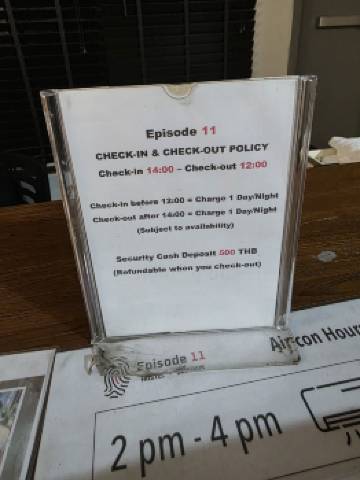 Episode 11
CHECK-IN & CHECK-OUT POLICY
Check-in 14:00 – Check-out 12:00
Check-in before 12:00 = Charge 1 Day/Night
Check-out after 14:00 = Charge 1 Day/Night
(Subject to availability)
Security Cash Deposit 500 THB
(Refundable when you check-out)
Episode 11
Aircon Hour
2 pm - 4 pm